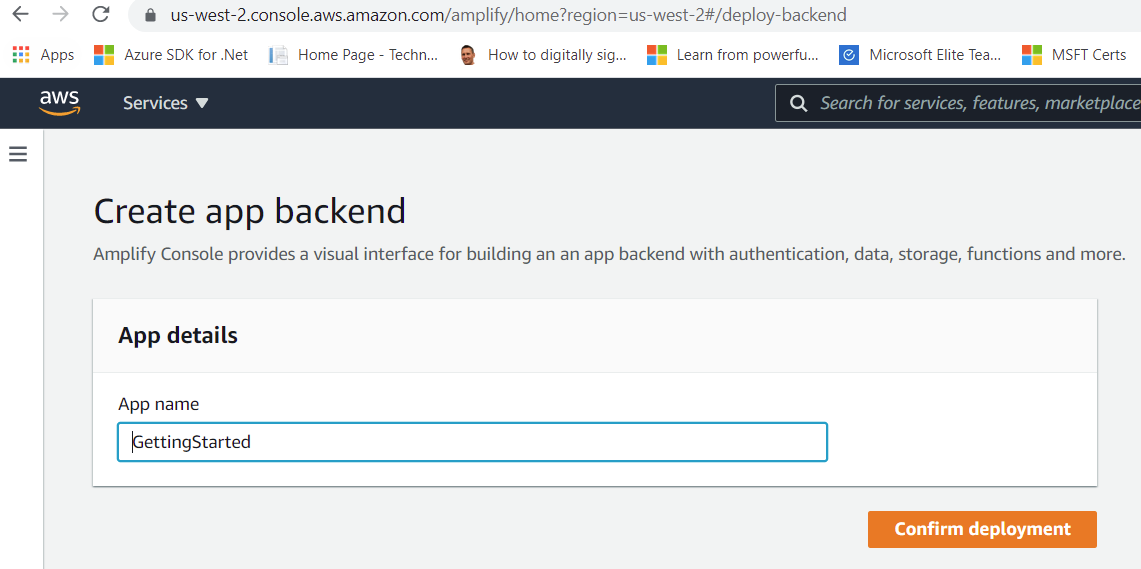 us-west-2.console.aws.amazon.com/amplify/home?region=us-west-2#/deploy-backend
Apps Azure SDK for .Net Home Page - Techn... How to digitally sig... Learn from powerfu... Microsoft Elite Tea... MSFT Certs
aws Services Search for services, features, marketplace
Create app backend
Amplify Console provides a visual interface for building an an app backend with authentication, data, storage, functions and more.
App details
App name
GettingStarted
Confirm deployment